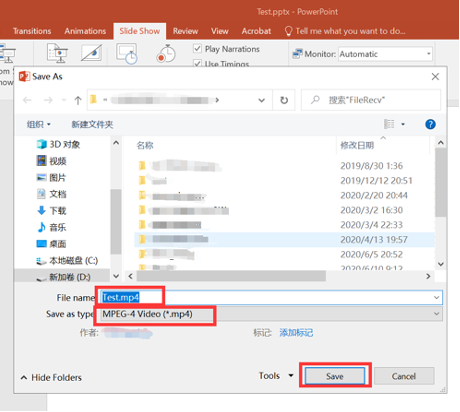 Test.pptx - PowerPoint
Transitions Animations Slide Show Review View Acrobat Tell me what you want to do...
Play Narrations Monitor: Automatic
Use Timings
Save As
搜索"FileRecv"
组织 新建文件夹
3D 对象
视频
图片
文档
下载
音乐
桌面
本地磁盘 (C:)
新加卷 (D:)
名称 修改日期
2019/8/30 1:36
2019/12/12 20:51
2020/2/20 20:44
2020/3/2 16:30
2020/3/4 22:33
2020/4/13 19:57
2020/6/5 20:52
2020/6/10 9:12
File name: Test.mp4
Save as type: MPEG-4 Video (*.mp4)
作者: 标记: 添加标记
Hide Folders Tools Save Cancel